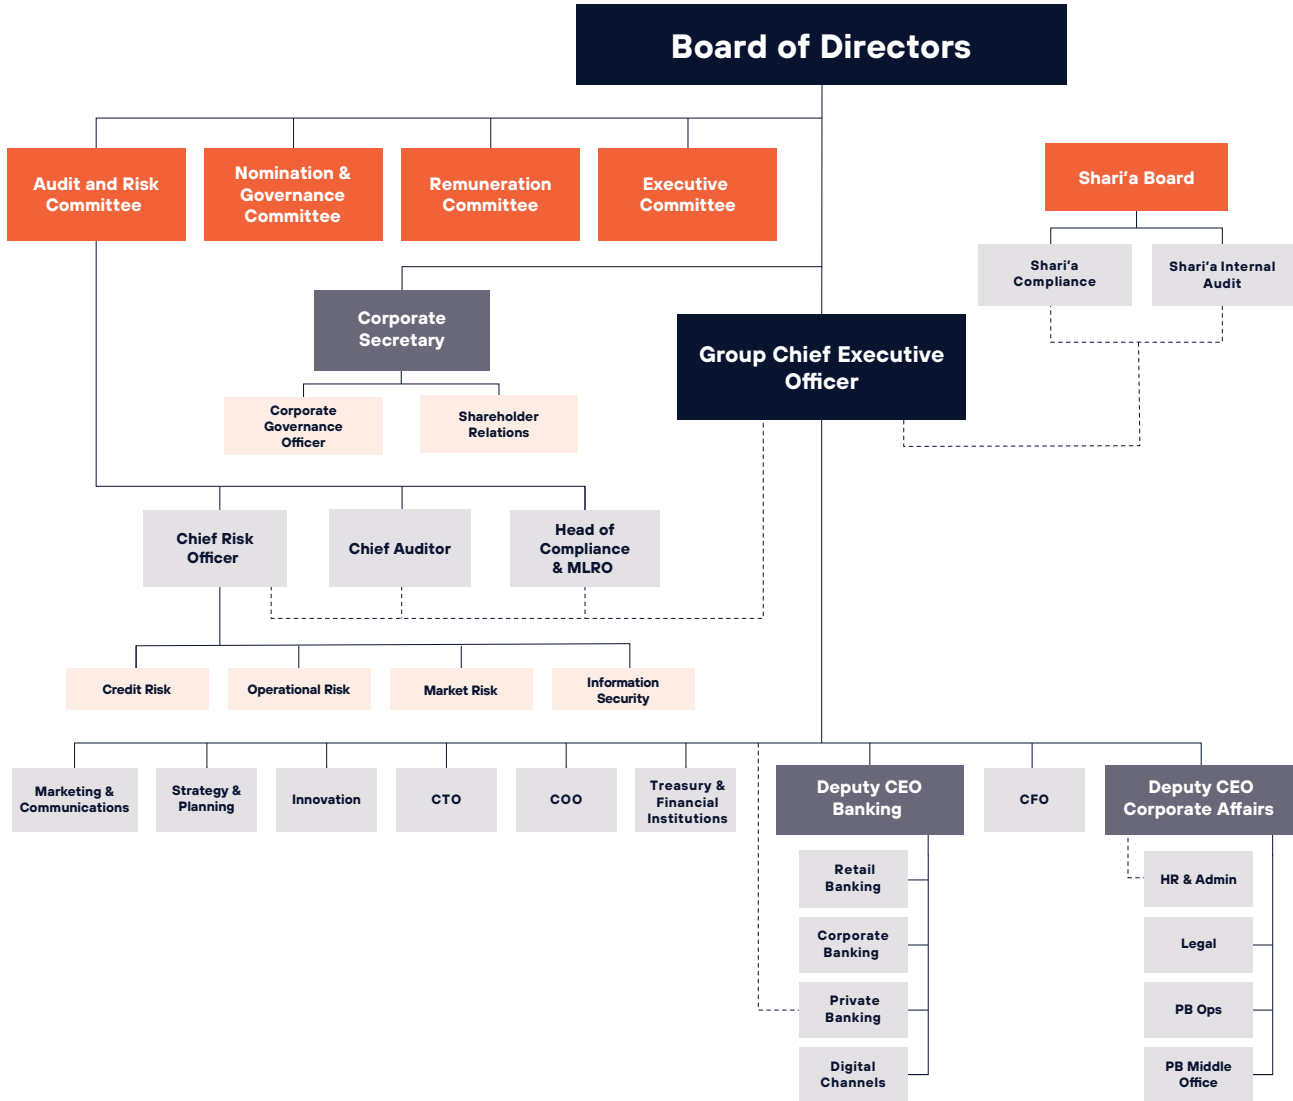 Board of Directors
Audit and Risk
Committee
Nomination &
Governance
Committee
Remuneration
Committee
Executive
Committee
Shari'a Board
Shari'a
Compliance
Shari'a Internal
Audit
Corporate
Secretary
Group Chief Executive
Officer
Corporate
Governance
Officer
Shareholder
Relations
Chief Risk
Officer
Chief Auditor
Head of
Compliance
& MLRO
Credit Risk
Operational Risk
Market Risk
Information
Security
Marketing &
Communications
Strategy &
Planning
Innovation
CTO
COO
Treasury &
Financial
Institutions
Deputy CEO
Banking
CFO
Deputy CEO
Corporate Affairs
Retail
Banking
Corporate
Banking
Private
Banking
Digital
Channels
HR & Admin
Legal
PB Ops
PB Middle
Office